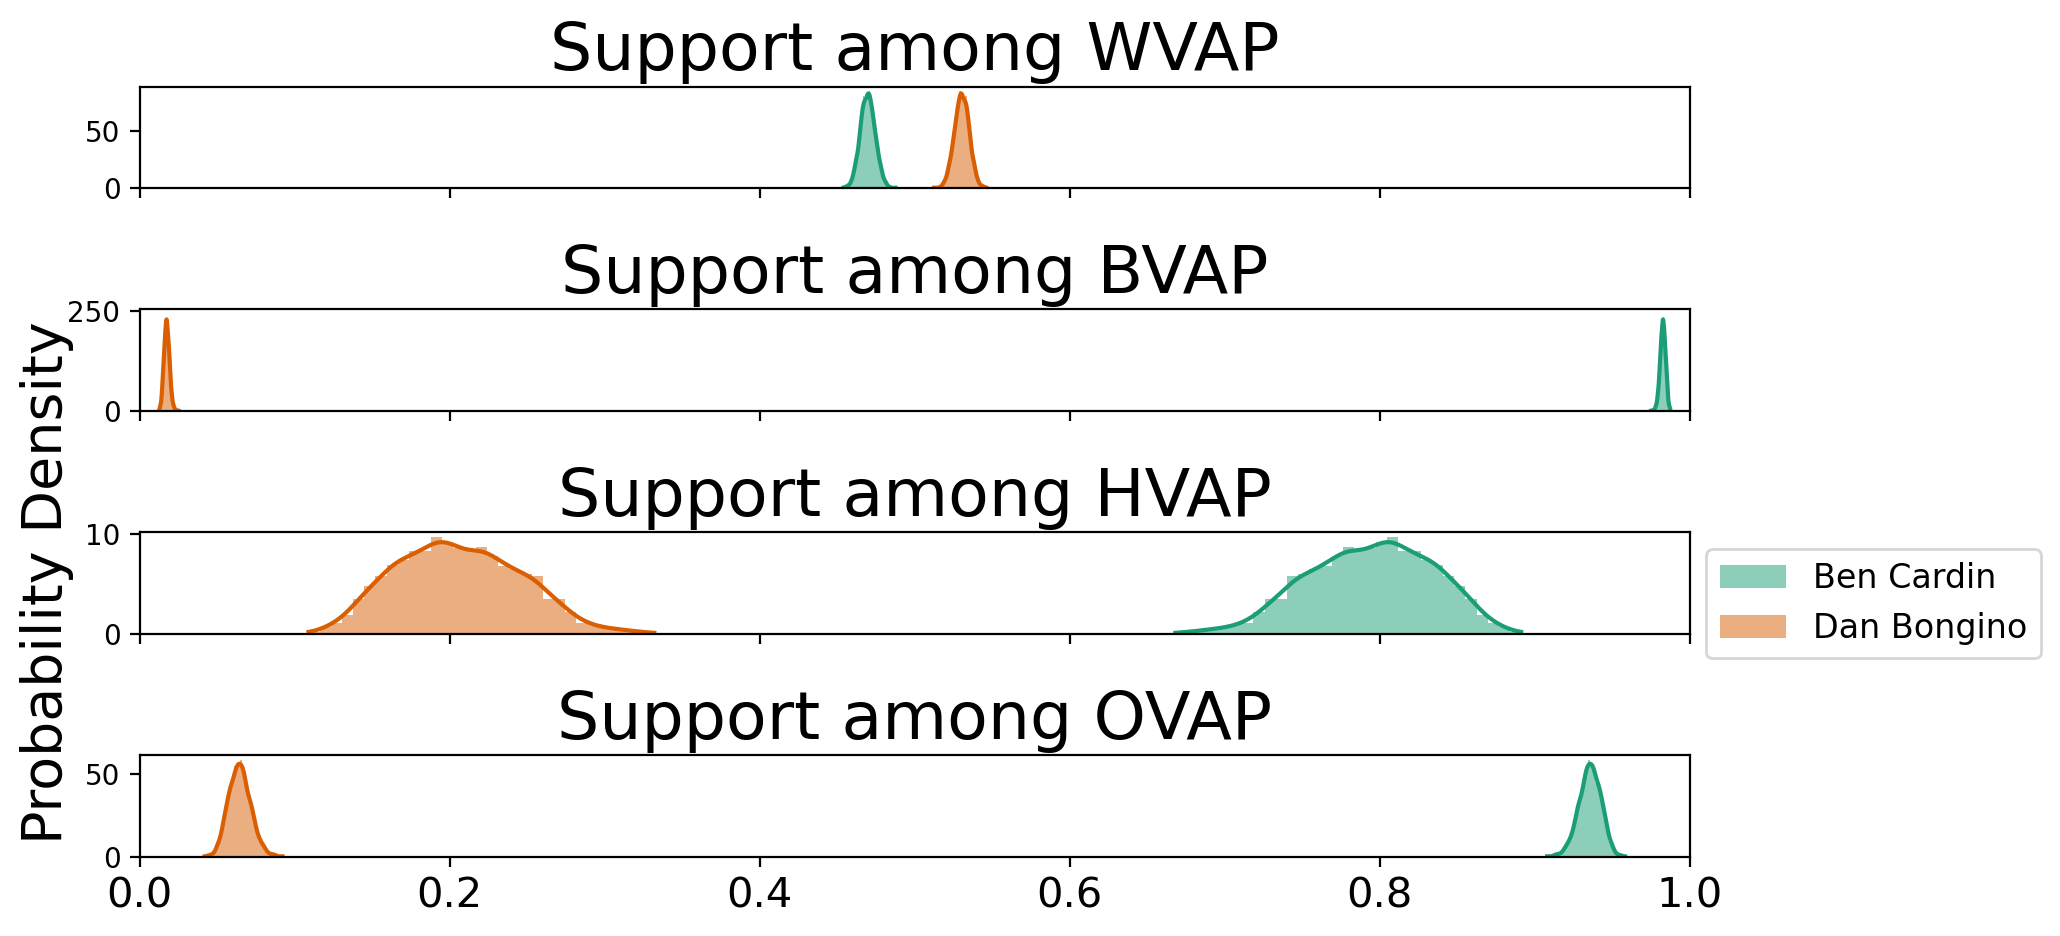 Support among WVAP
50
0
Support among BVAP
250
0
Probability Density
Support among HVAP
10
0
Ben Cardin
Dan Bongino
Support among OVAP
50
0
0.0 0.2 0.4 0.6 0.8 1.0